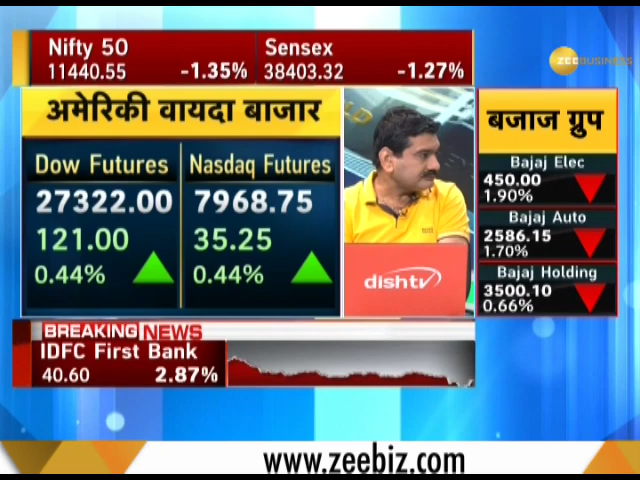 Nifty 50
11440.55 -1.35%
Sensex
38403.32 -1.27%
ZEE BUSINESS
अमेरिकी वायदा बाजार
Dow Futures
27322.00
121.00
0.44%
Nasdaq Futures
7968.75
35.25
0.44%
dishtv
बजाज ग्रुप
Bajaj Elec
450.00
1.90%
Bajaj Auto
2586.15
1.70%
Bajaj Holding
3500.10
0.66%
BREAKING NEWS
IDFC First Bank
40.60 2.87%
www.zeebiz.com